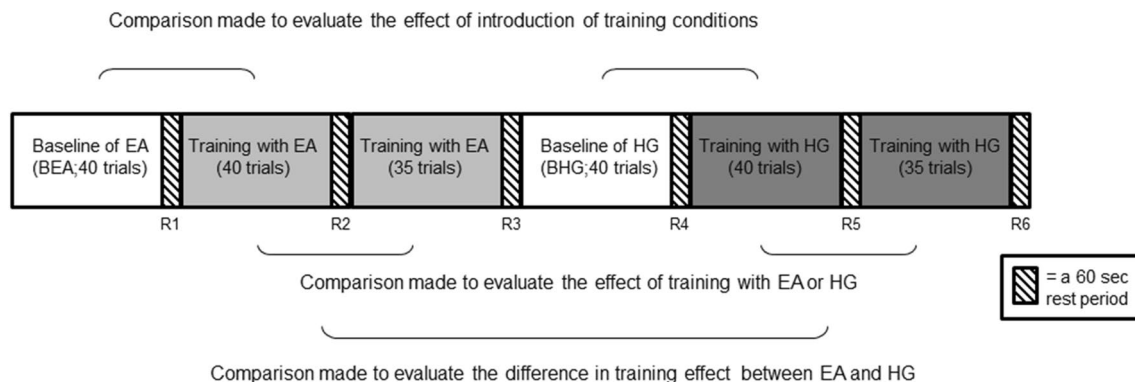 Comparison made to evaluate the effect of introduction of training conditions
Baseline of EA
(BEA;40 trials)
Training with EA
(40 trials)
Training with EA
(35 trials)
Baseline of HG
(BHG;40 trials)
Training with HG
(40 trials)
Training with HG
(35 trials)
R1
R2
R3
R4
R5
R6
Comparison made to evaluate the effect of training with EA or HG
= a 60 sec
rest period
Comparison made to evaluate the difference in training effect between EA and HG